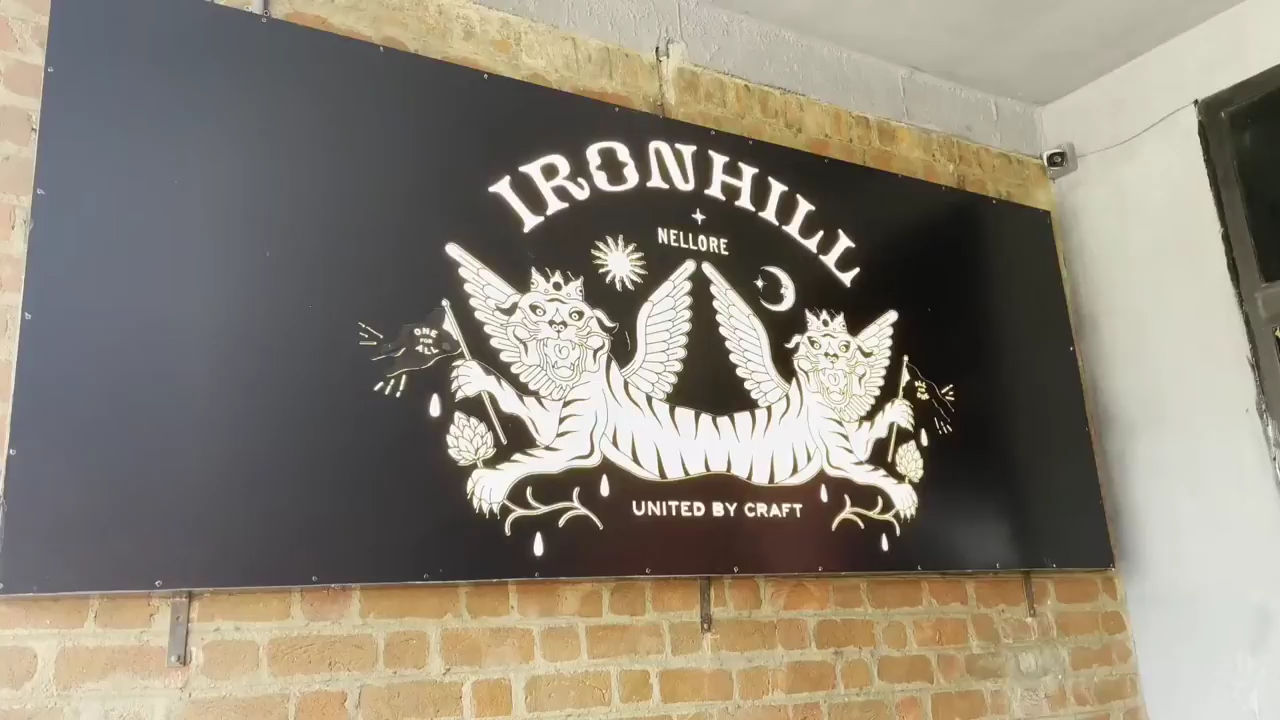 IRONHILL
NELLORE
ONE
FOR
ALL
UNITED BY CRAFT